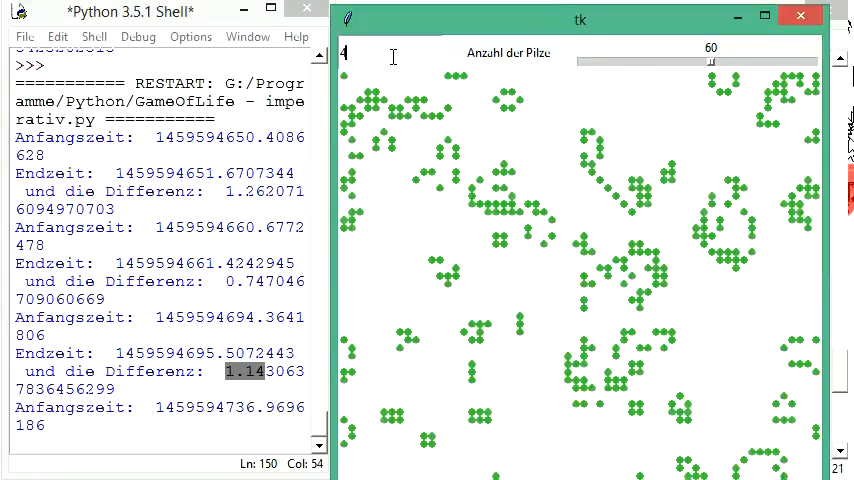 *Python 3.5.1 Shell*
File Edit Shell Debug Options Window Help
>>>
=========== RESTART: G:/Progr
amme/Python/GameOfLife - impe
rativ.py ===========
Anfangszeit:  1459594650.4086
628
Endzeit:  1459594651.6707344
 und die Differenz:  1.262071
6094970703
Anfangszeit:  1459594660.6772
478
Endzeit:  1459594661.4242945
 und die Differenz:  0.747046
709060669
Anfangszeit:  1459594694.3641
806
Endzeit:  1459594695.5072443
 und die Differenz:  1.143063
7836456299
Anfangszeit:  1459594736.9696
186
Ln: 150 Col: 54
tk
4
Anzahl der Pilze
60
21